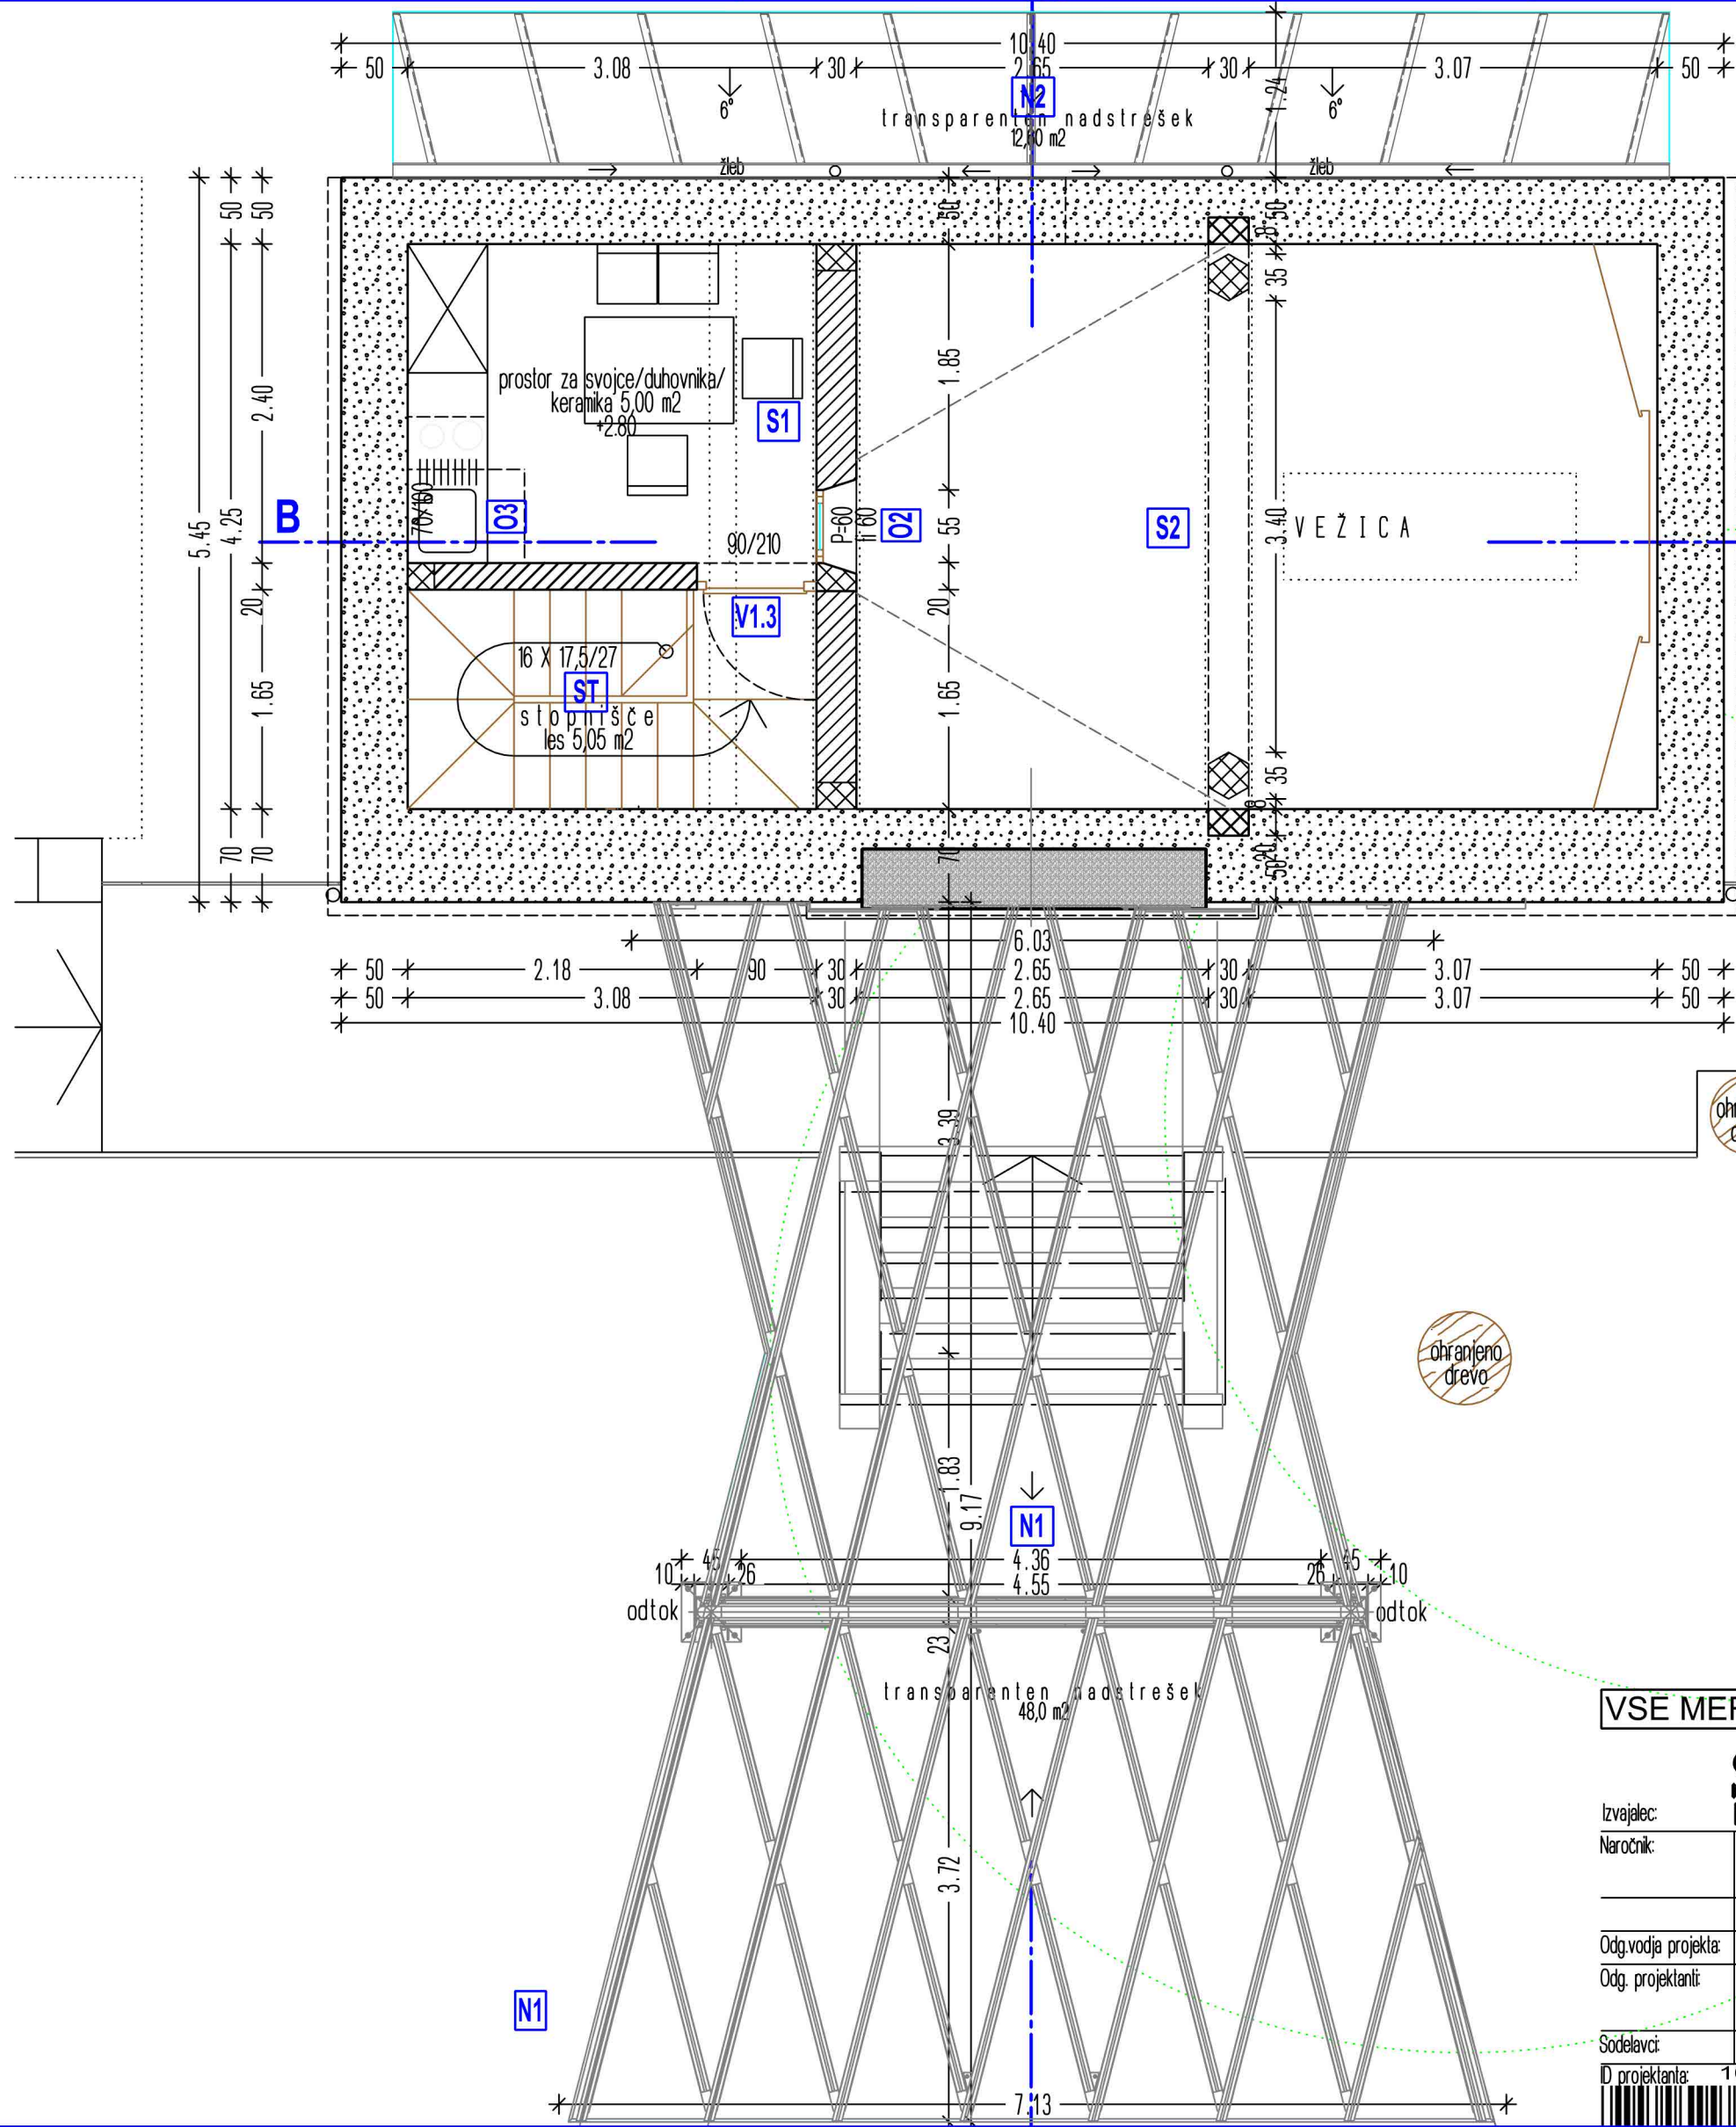 10.40
50 3.08 30 2.65 30 3.07 50
1.24
6° N2 6°
transparenten nadstrešek
12,00 m2
žleb žleb
50 50 50 50
8
35
5.45 4.25 2.40 1.85 3.40
prostor za svojce/duhovnika/
keramika 5,00 m2
+2.80
S1
B
70/100
O3
90/210
P=60
h=60
O2
55
S2
VEŽICA
20 20
V1.3
16 X 17,5/27
ST
stopnišče
les 5,05 m2
1.65 1.65
35
8
70 70 70
20
50
6.03
50 2.18 90 30 2.65 30 3.07 50
50 3.08 30 2.65 30 3.07 50
10.40
3.39
ohranjeno
drevo
1.83
9.17
N1
45 4.36 45
10 26 4.55 26 10
odtok odtok
23
transparenten nadstrešek
48,0 m2
VSE
3.72
Izvajalec:
Naročnik:
Odg.vodja projekta:
Odg. projektanti:
N1
Sodelavci:
ID projektanta:
7.13